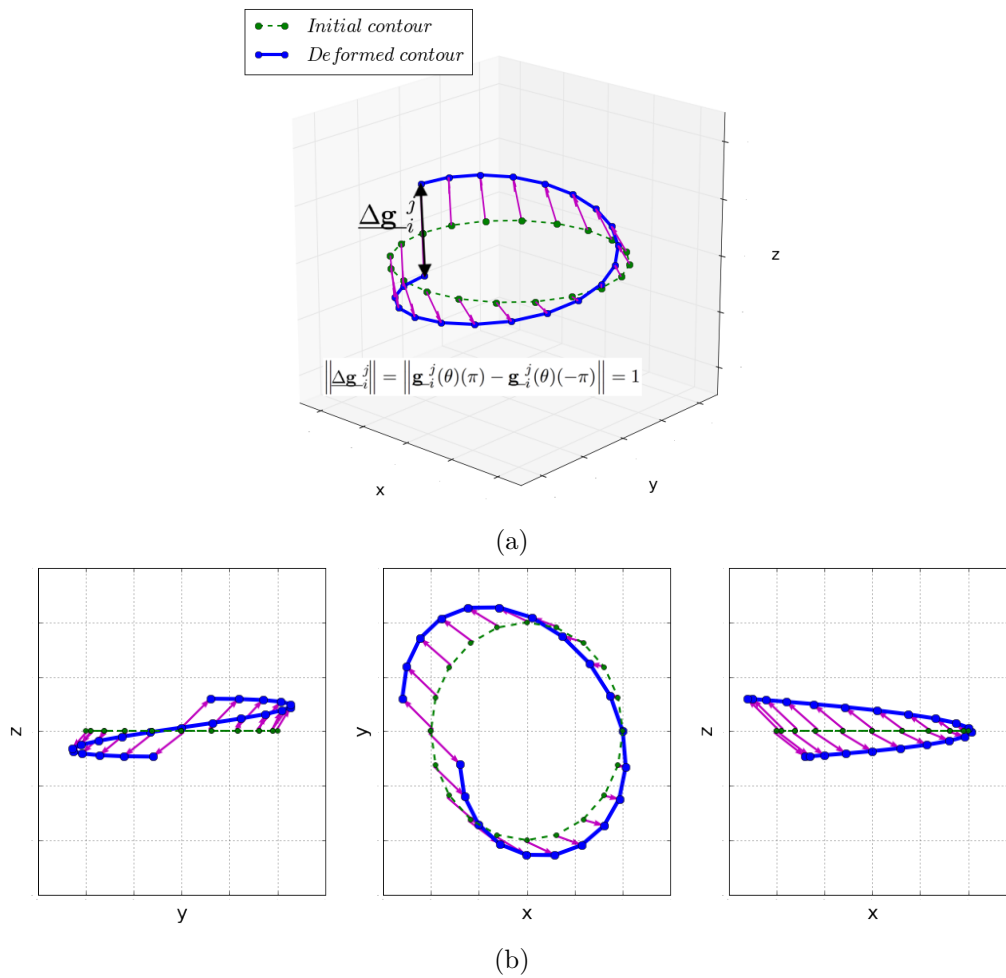 Initial contour
Deformed contour
Δg_i^j
z
‖Δg_i^j‖ = ‖g_i^j(θ)(π) − g_i^j(θ)(−π)‖ = 1
x
y
(a)
z
y
z
y
x
x
(b)